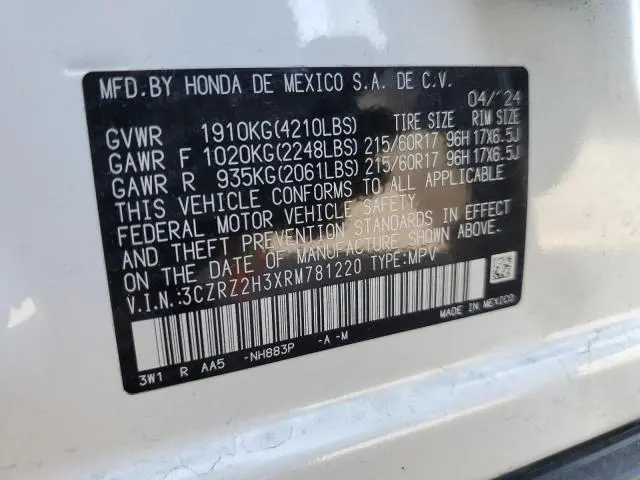 MFD.BY HONDA DE MEXICO S.A. DE C.V.
04/'24
GVWR 1910KG(4210LBS) TIRE SIZE RIM SIZE
GAWR F 1020KG(2248LBS) 215/60R17 96H 17X6.5J
GAWR R 935KG(2061LBS) 215/60R17 96H 17X6.5J
THIS VEHICLE CONFORMS TO ALL APPLICABLE
FEDERAL MOTOR VEHICLE SAFETY,
AND THEFT PREVENTION STANDARDS IN EFFECT
ON THE DATE OF MANUFACTURE SHOWN ABOVE.
V.I.N.:3CZRZ2H3XRM781220 TYPE:MPV
MADE IN MEXICO
3W1 R AA5 -NH883P -A-M